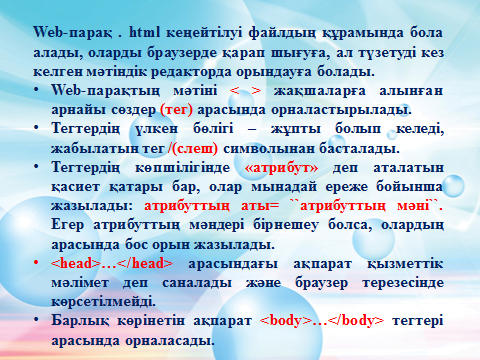 Web-парақ . html кеңейтілуі файлдың құрамында бола
алады, оларды браузерде қарап шығуға, ал түзетуді кез
келген мәтіндік редакторда орындауға болады.
• Web-парақтың мәтіні < > жақшаларға алынған
арнайы сөздер (тег) арасында орналастырылады.
• Тегтердің үлкен бөлігі – жұпты болып келеді,
жабылатын тег /(слеш) символынан басталады.
• Тегтердің көпшілігінде «атрибут» деп аталатын
қасиет қатары бар, олар мынадай ереже бойынша
жазылады: атрибуттың аты= ``атрибуттың мәні``.
Егер атрибуттың мәндері бірнешеу болса, олардың
арасында бос орын жазылады.
• <head>…</head> арасындағы ақпарат қызметтік
мәлімет деп саналады және браузер терезесінде
көрсетілмейді.
• Барлық көрінетін ақпарат <body>…</body> тегтері
арасында орналасады.